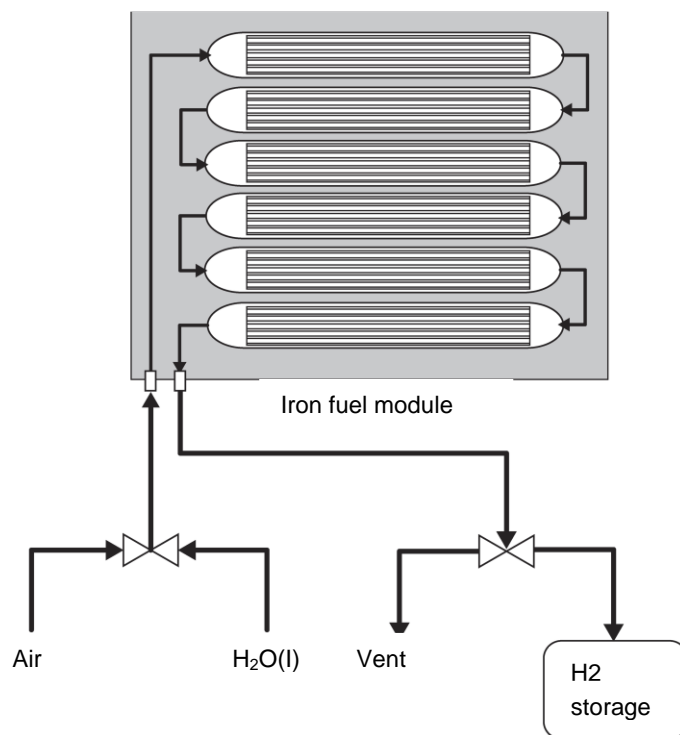 Iron fuel module
Air
H₂O(l)
Vent
H2
storage